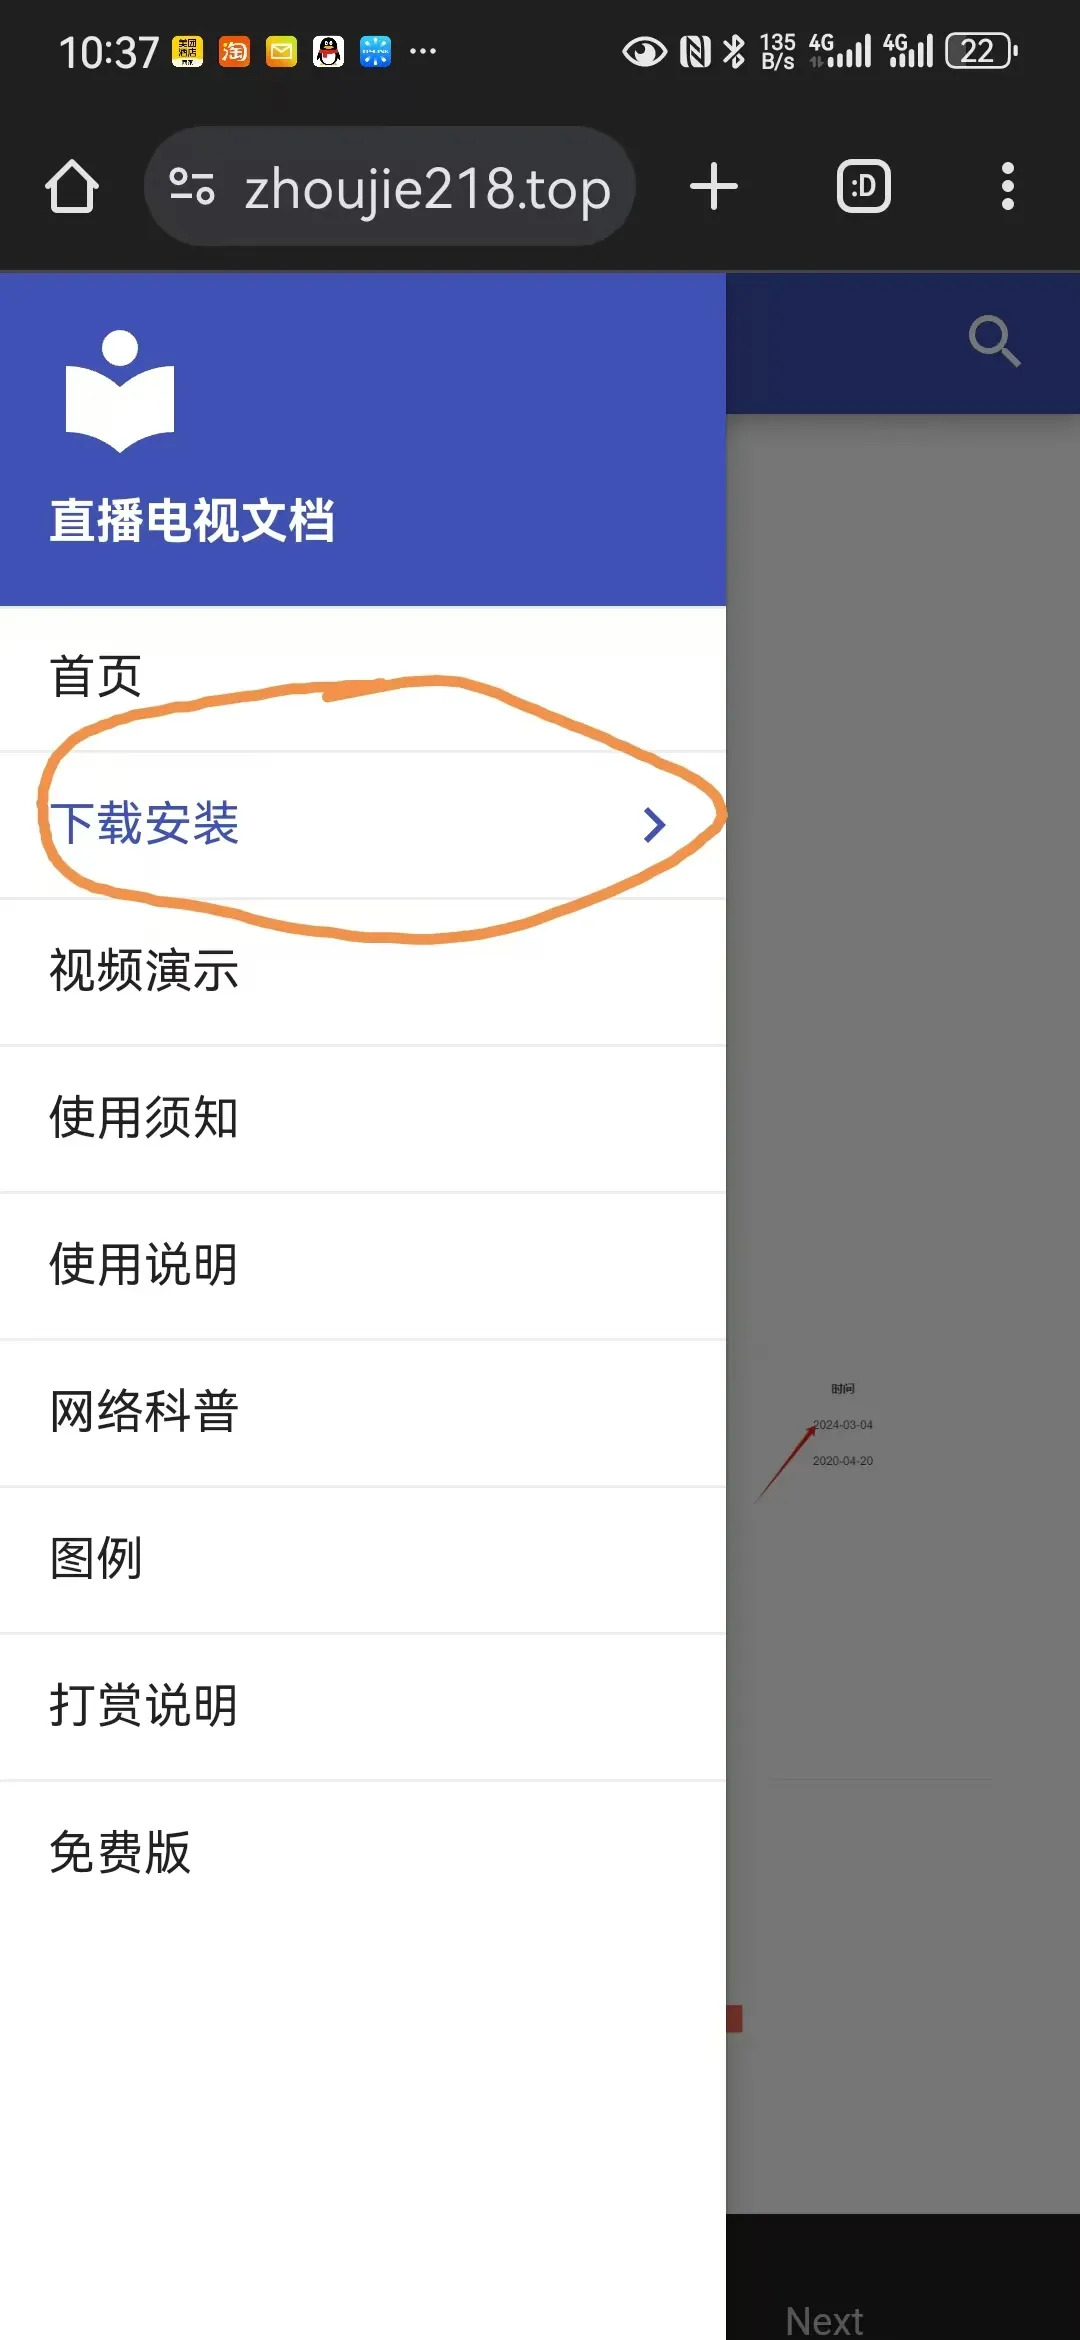 10:37
135 B/s 4G 4G 22
zhoujie218.top
:D
直播电视文档
首页
下载安装
视频演示
使用须知
使用说明
网络科普
图例
打赏说明
免费版
时间
2024-03-04
2020-04-20
Next